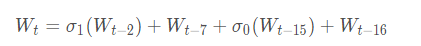 W_t = σ_1(W_{t−2}) + W_{t−7} + σ_0(W_{t−15}) + W_{t−16}